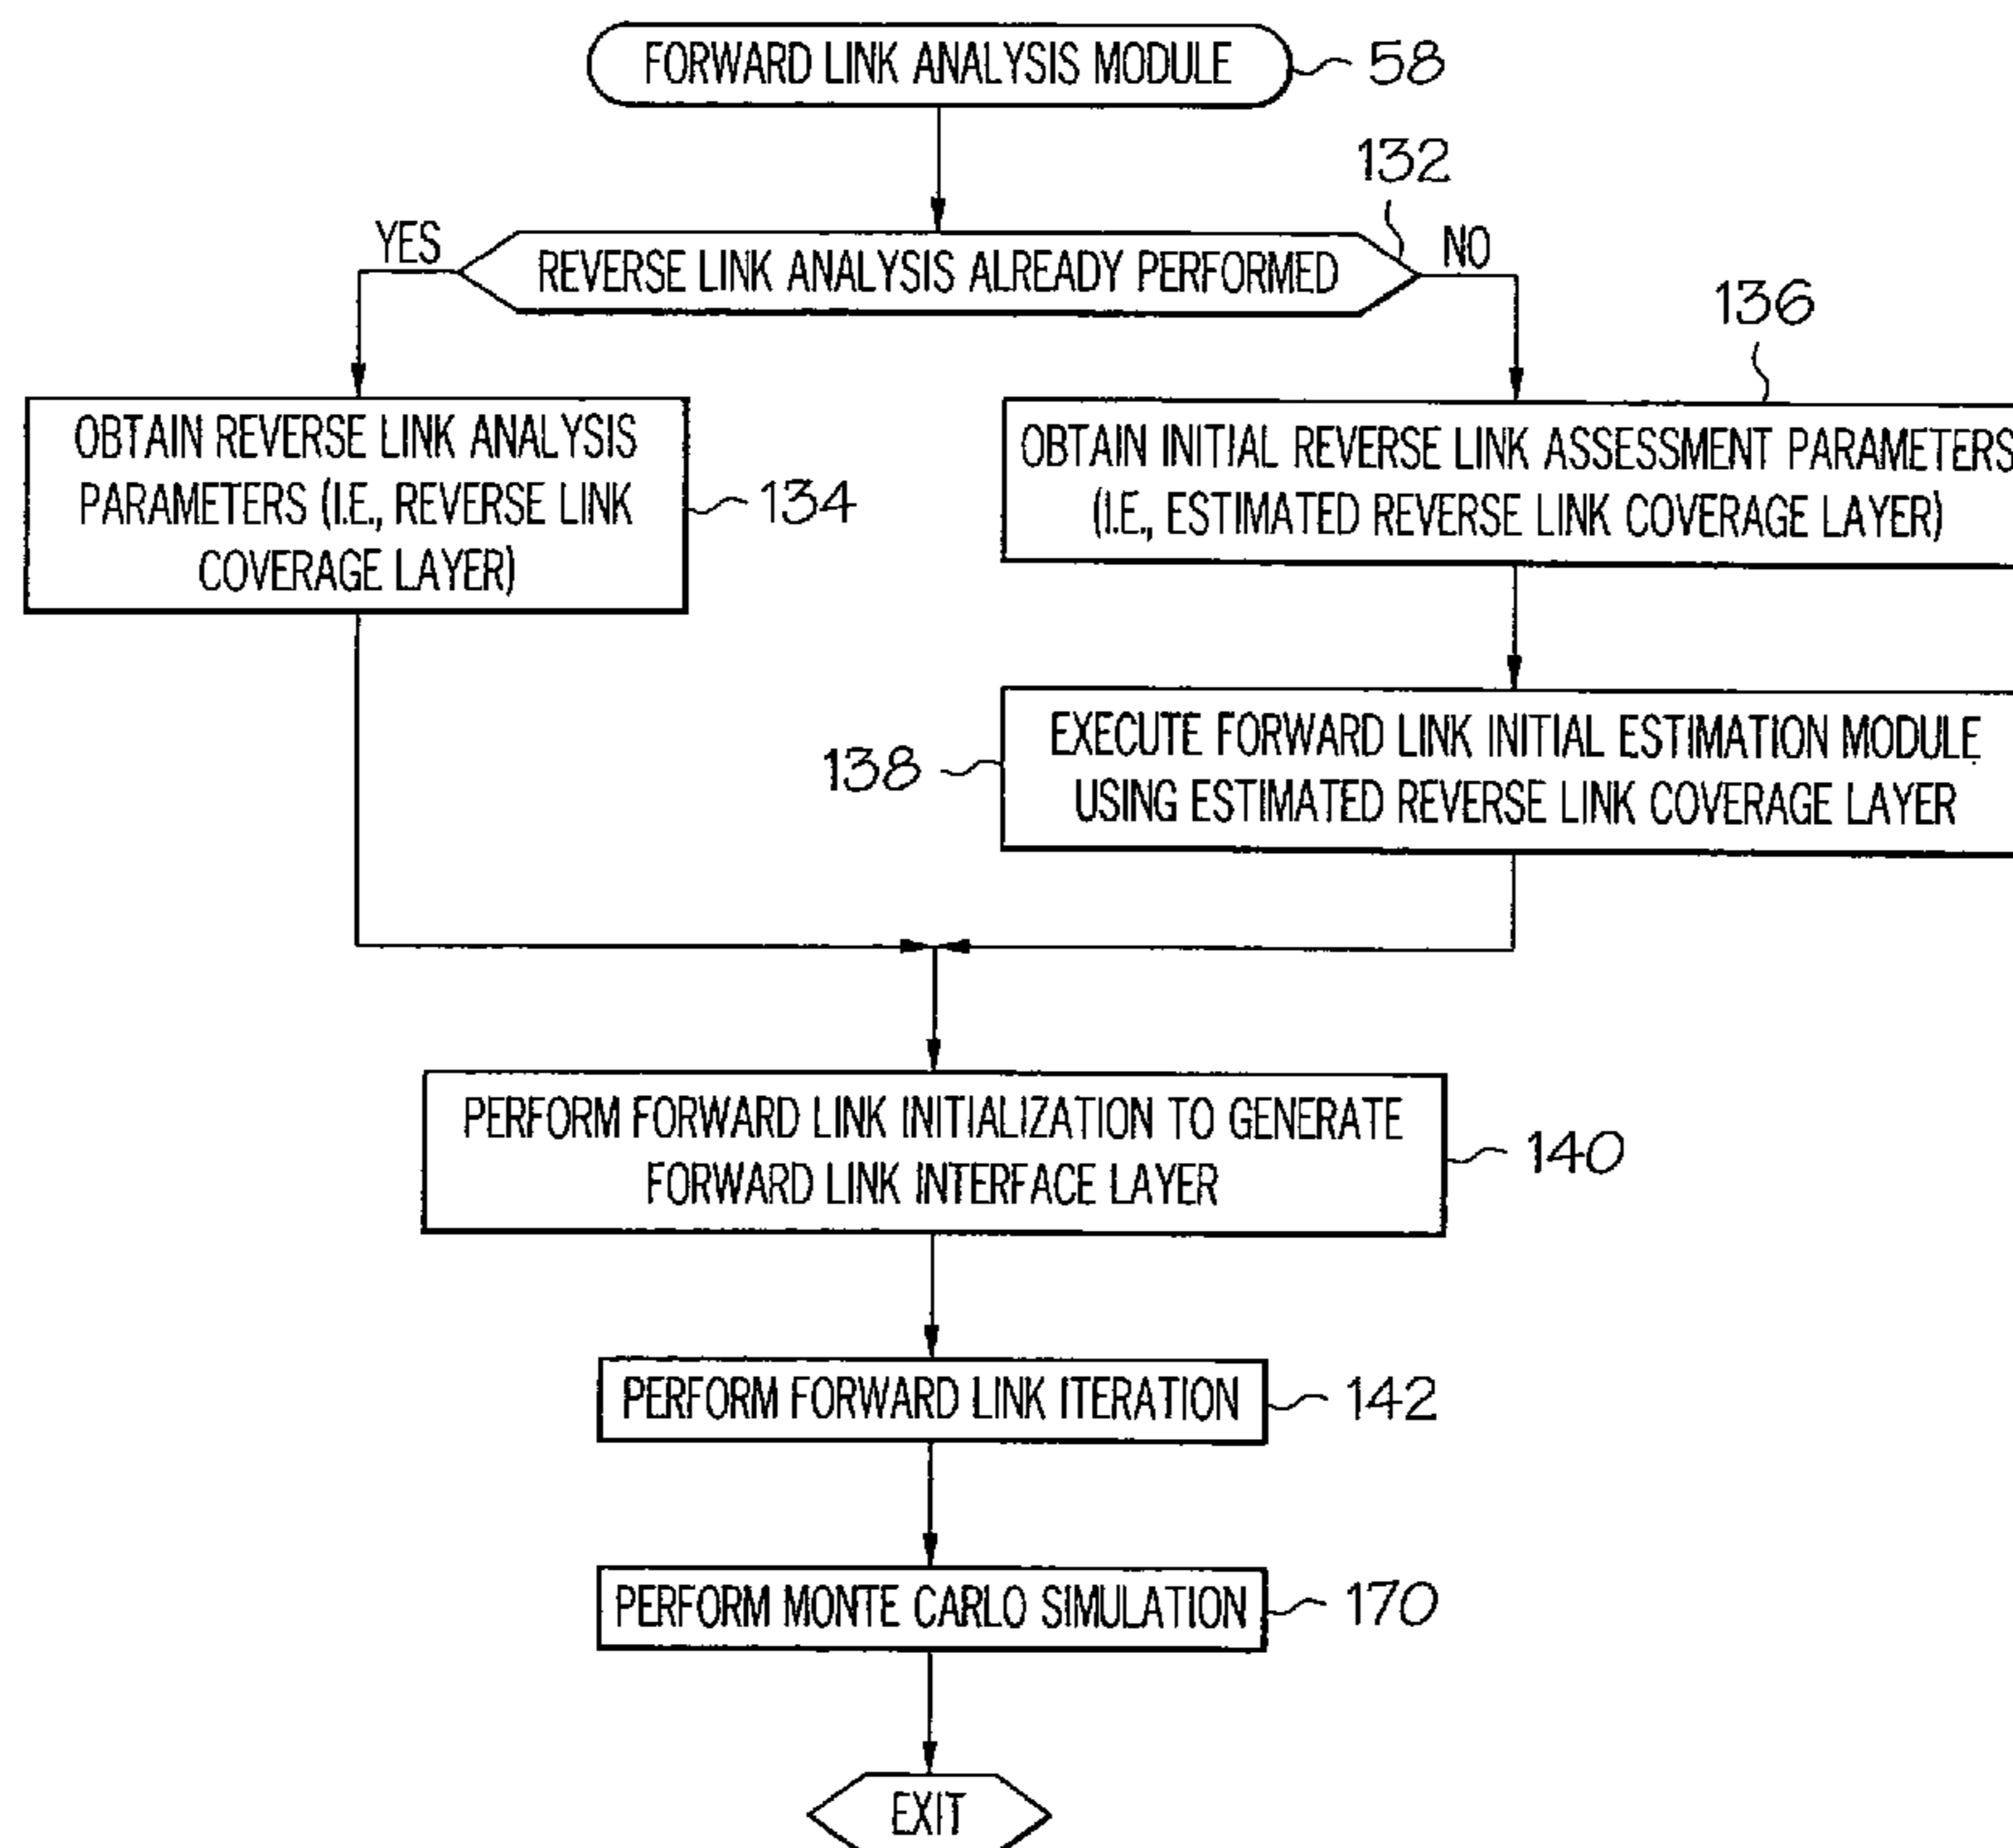 FORWARD LINK ANALYSIS MODULE
58
132
YES
REVERSE LINK ANALYSIS ALREADY PERFORMED
NO
136
OBTAIN REVERSE LINK ANALYSIS
PARAMETERS (I.E., REVERSE LINK
COVERAGE LAYER)
134
OBTAIN INITIAL REVERSE LINK ASSESSMENT PARAMETERS
(I.E., ESTIMATED REVERSE LINK COVERAGE LAYER)
138
EXECUTE FORWARD LINK INITIAL ESTIMATION MODULE
USING ESTIMATED REVERSE LINK COVERAGE LAYER
PERFORM FORWARD LINK INITIALIZATION TO GENERATE
FORWARD LINK INTERFACE LAYER
140
PERFORM FORWARD LINK ITERATION
142
PERFORM MONTE CARLO SIMULATION
170
EXIT